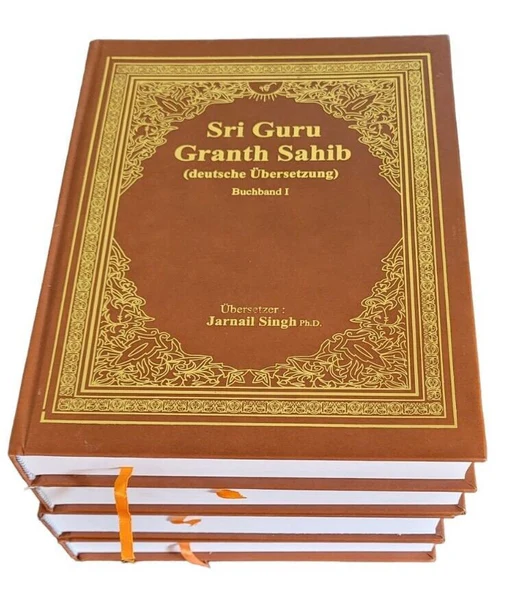 Sri Guru
Granth Sahib
(deutsche Übersetzung)
Buchband I
Übersetzer :
Jarnail Singh Ph.D.